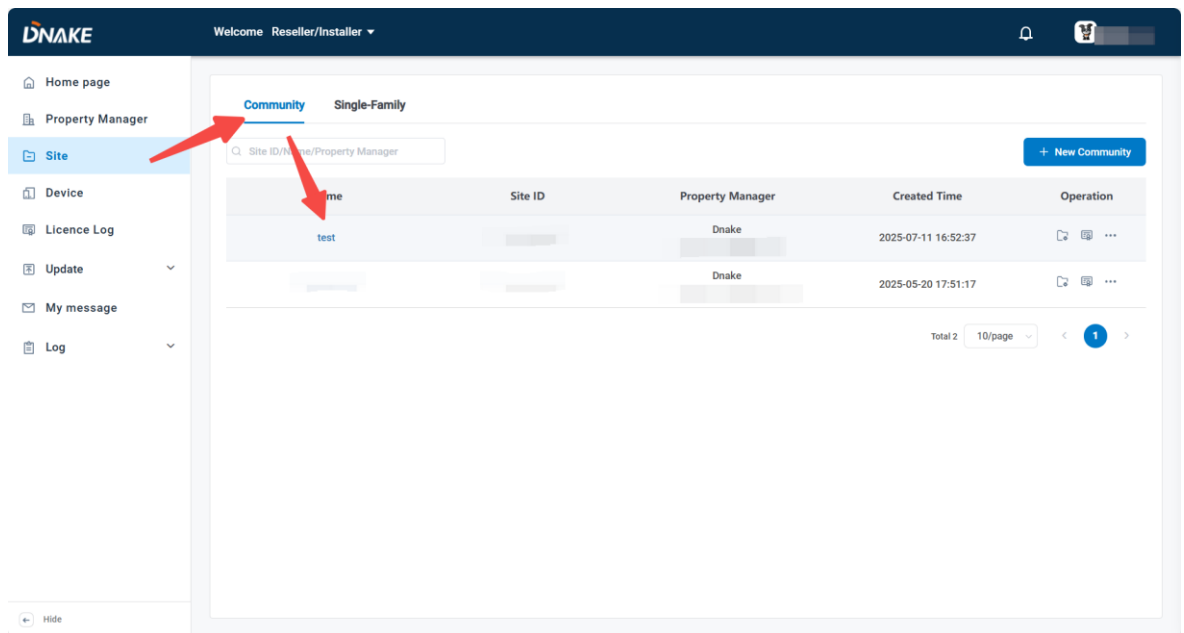 DNAKE
Welcome Reseller/Installer
Home page
Property Manager
Site
Device
Licence Log
Update
My message
Log
Hide
Community Single-Family
Site ID/N me/Property Manager
+ New Community
me Site ID Property Manager Created Time Operation
test Dnake 2025-07-11 16:52:37
Dnake 2025-05-20 17:51:17
Total 2 10/page 1